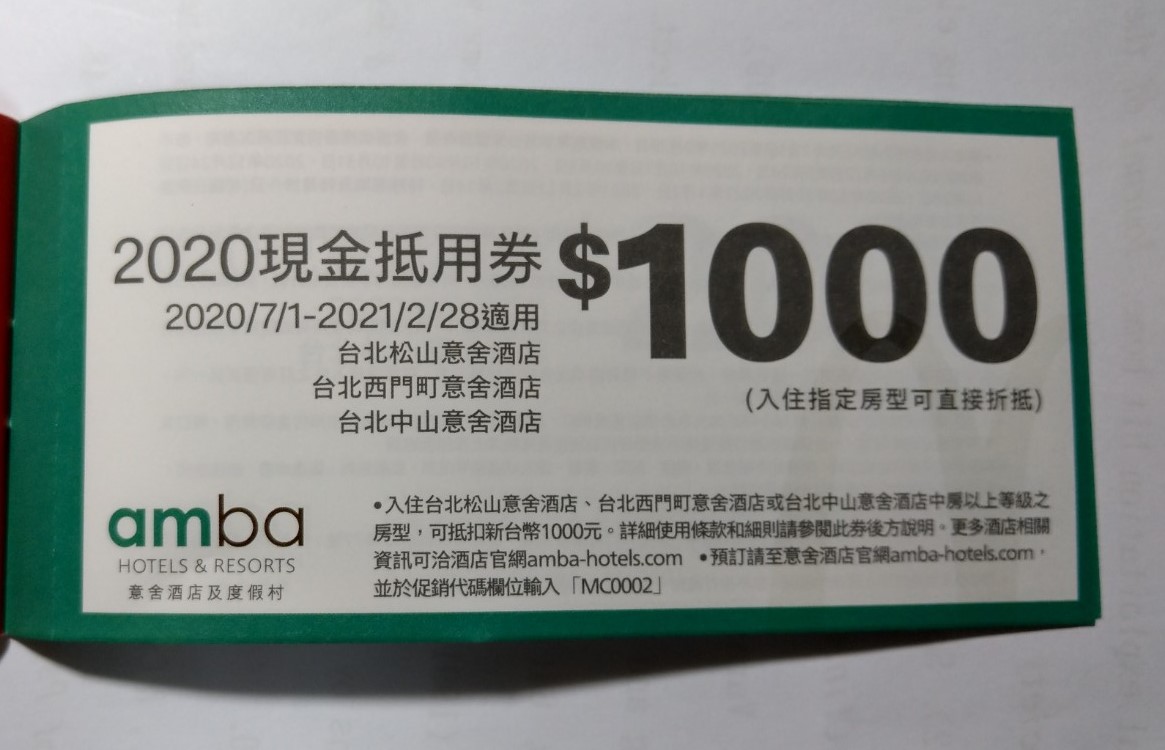 2020現金抵用券
$1000
2020/7/1-2021/2/28適用
台北松山意舍酒店
台北西門町意舍酒店
台北中山意舍酒店
(入住指定房型可直接折抵)
amba
HOTELS & RESORTS
意舍酒店及度假村
•入住台北松山意舍酒店、台北西門町意舍酒店或台北中山意舍酒店中房以上等級之
房型，可抵扣新台幣1000元。詳細使用條款和細則請參閱此券後方說明。更多酒店相關
資訊可洽酒店官網amba-hotels.com •預訂請至意舍酒店官網amba-hotels.com，
並於促銷代碼欄位輸入「MC0002」